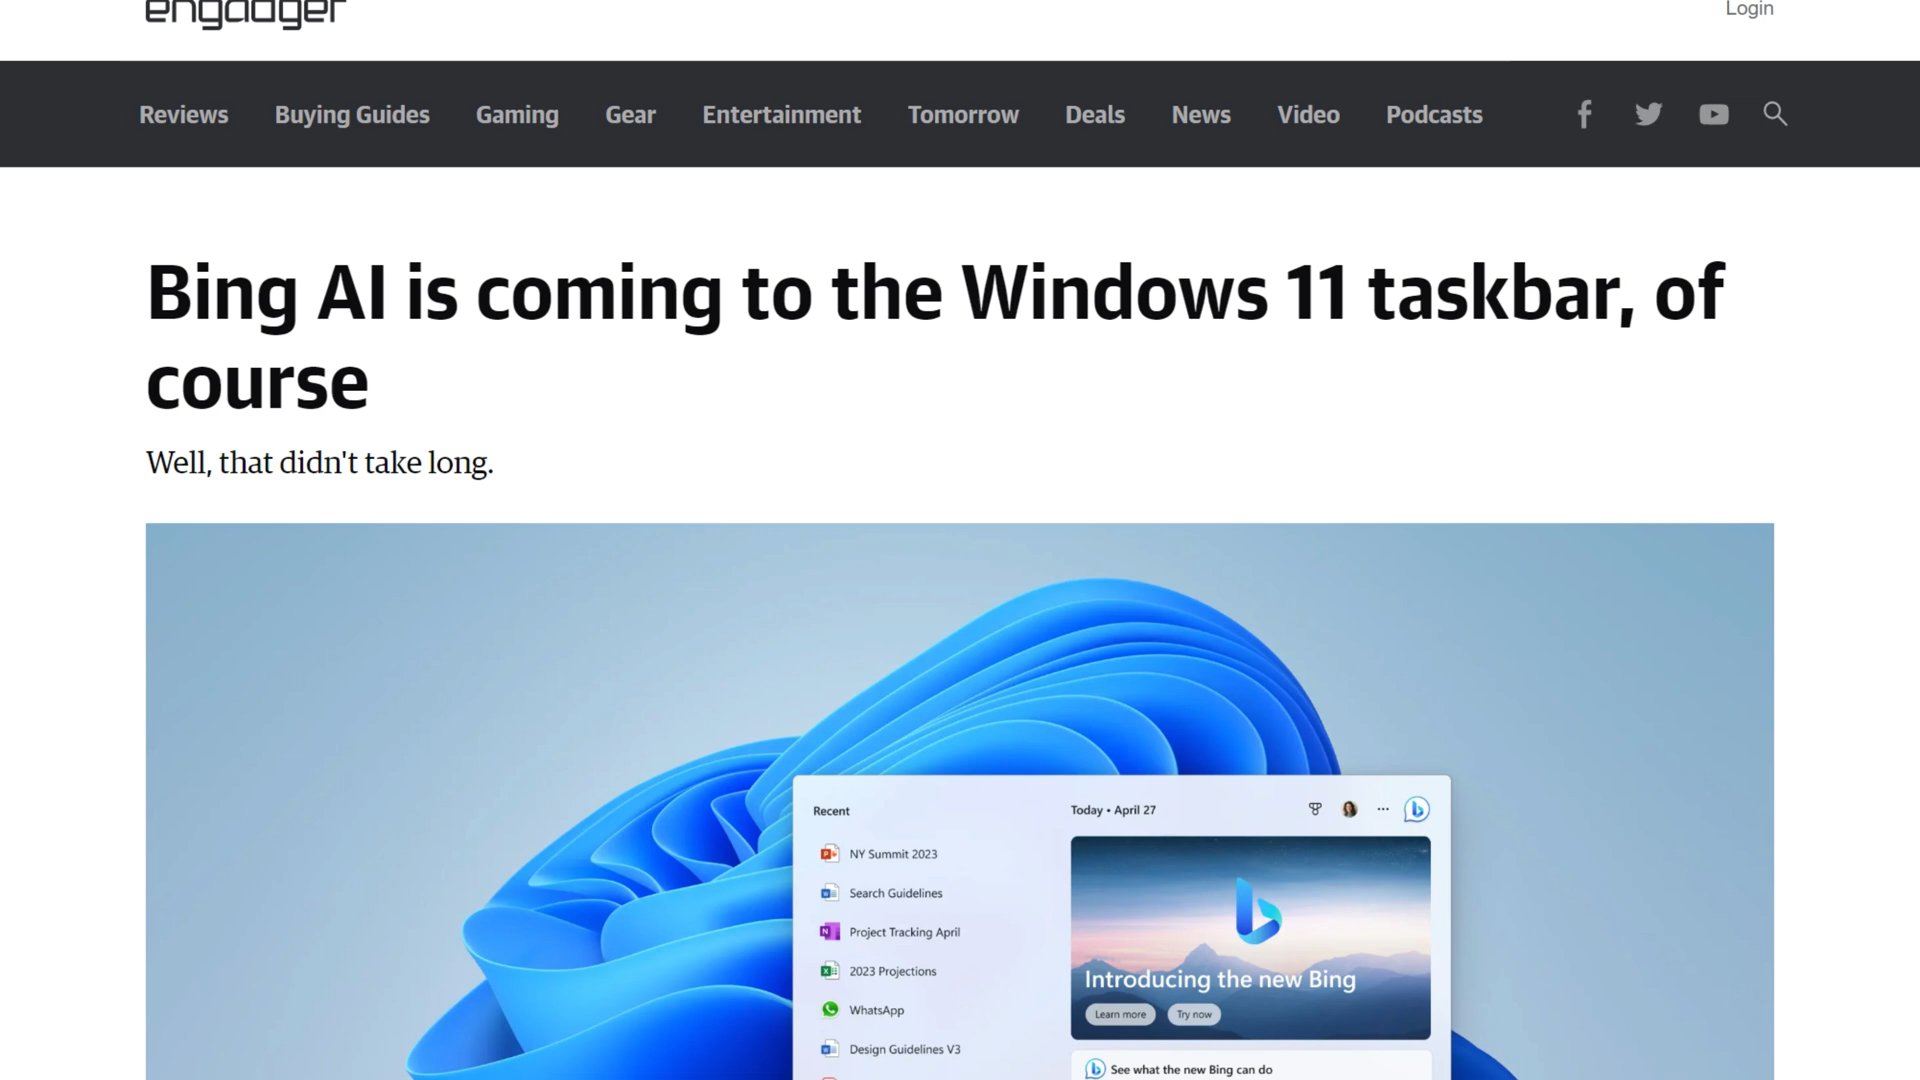 engadget
Login
Reviews Buying Guides Gaming Gear Entertainment Tomorrow Deals News Video Podcasts
Bing AI is coming to the Windows 11 taskbar, of
course
Well, that didn't take long.
Recent
NY Summit 2023
Search Guidelines
Project Tracking April
2023 Projections
WhatsApp
Design Guidelines V3
Today • April 27
Introducing the new Bing
Learn more Try now
See what the new Bing can do